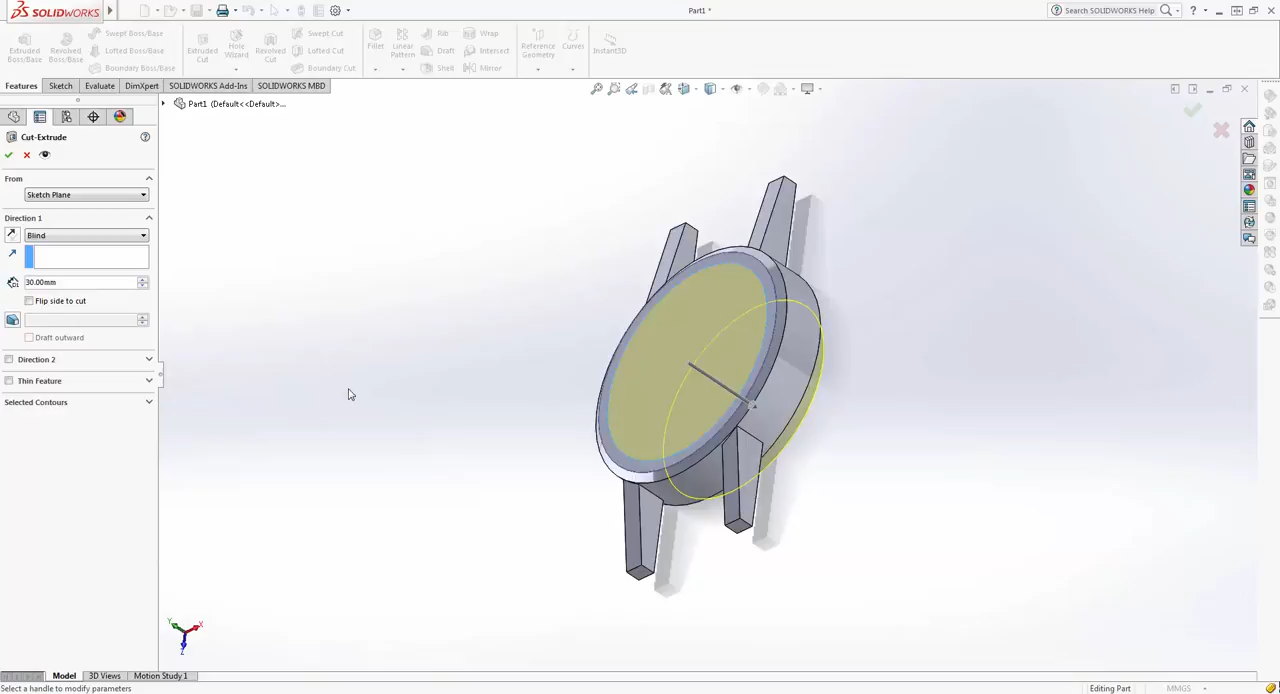 SOLIDWORKS
Part1 *
Search SOLIDWORKS Help
Extruded Boss/Base
Revolved Boss/Base
Swept Boss/Base
Lofted Boss/Base
Boundary Boss/Base
Extruded Cut
Hole Wizard
Revolved Cut
Swept Cut
Lofted Cut
Boundary Cut
Fillet
Linear Pattern
Rib
Draft
Shell
Wrap
Intersect
Mirror
Reference Geometry
Curves
Instant3D
Features
Sketch
Evaluate
DimXpert
SOLIDWORKS Add-Ins
SOLIDWORKS MBD
Part1 (Default<<Default>...
Cut-Extrude
From
Sketch Plane
Direction 1
Blind
30.00mm
Flip side to cut
Draft outward
Direction 2
Thin Feature
Selected Contours
Y
X
Z
Model
3D Views
Motion Study 1
Select a handle to modify parameters
Editing Part
MMGS